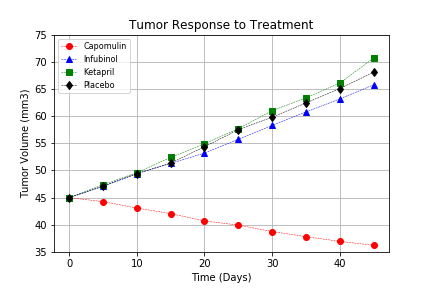 Tumor Response to Treatment
Capomulin
Infubinol
Ketapril
Placebo
Tumor Volume (mm3)
75
70
65
60
55
50
45
40
35
0 10 20 30 40
Time (Days)